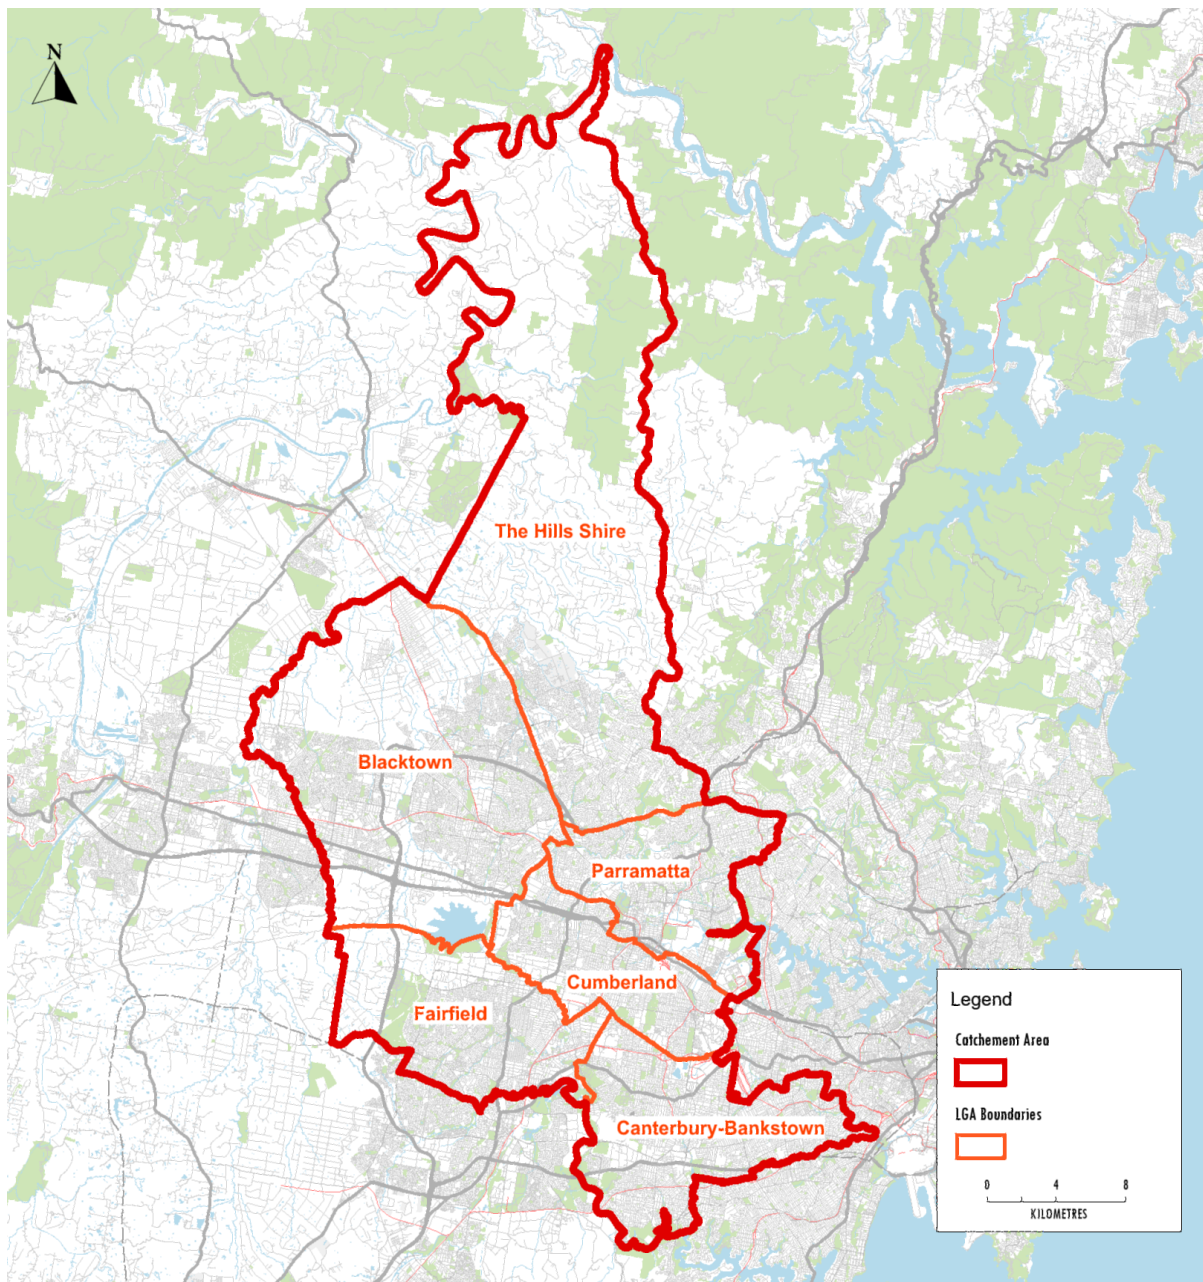 N
The Hills Shire
Blacktown
Parramatta
Cumberland
Fairfield
Canterbury-Bankstown
Legend
Catchement Area
LGA Boundaries
0 4 8
KILOMETRES